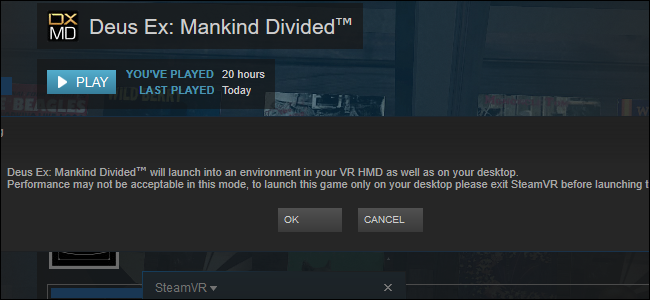 DX
MD
Deus Ex: Mankind Divided™
PLAY
YOU'VE PLAYED 20 hours
LAST PLAYED Today
BEAGLES
WILD BERRY
g
Deus Ex: Mankind Divided™ will launch into an environment in your VR HMD as well as on your desktop.
Performance may not be acceptable in this mode, to launch this game only on your desktop please exit SteamVR before launching t
OK CANCEL
SteamVR